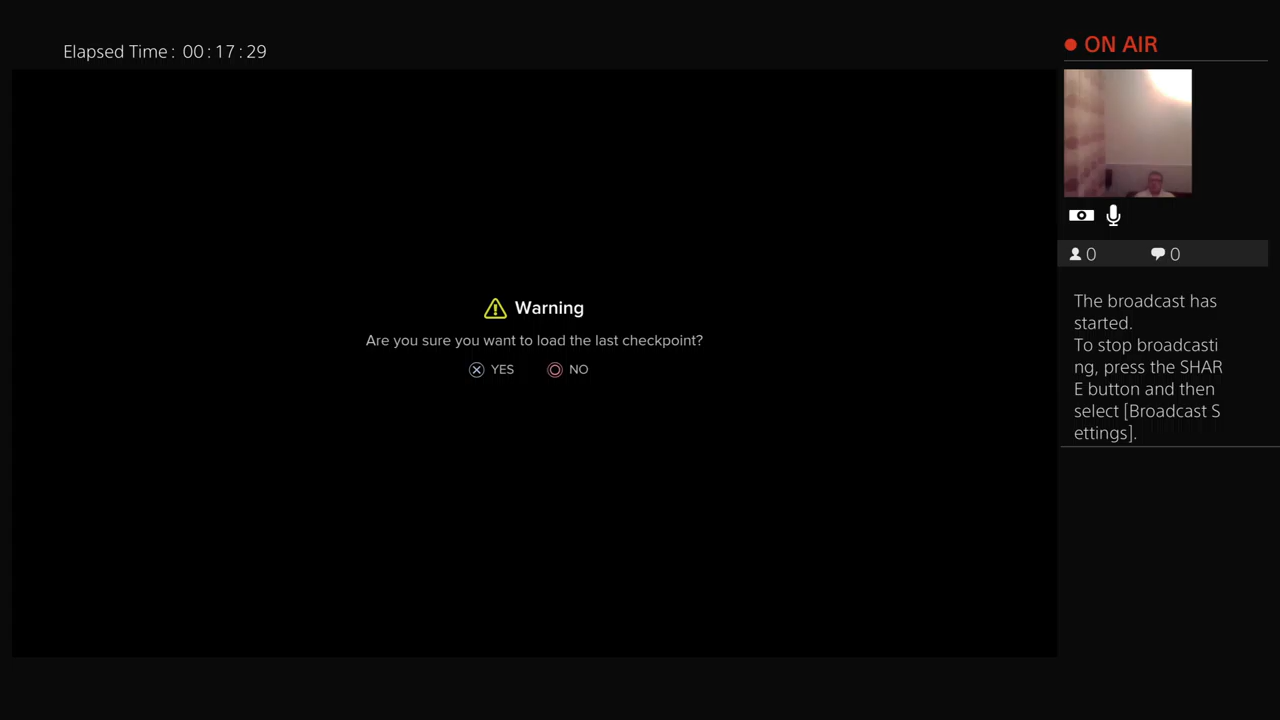 Elapsed Time: 00:17:29
ON AIR
0 0
Warning
Are you sure you want to load the last checkpoint?
YES NO
The broadcast has
started.
To stop broadcasti
ng, press the SHAR
E button and then
select [Broadcast S
ettings].